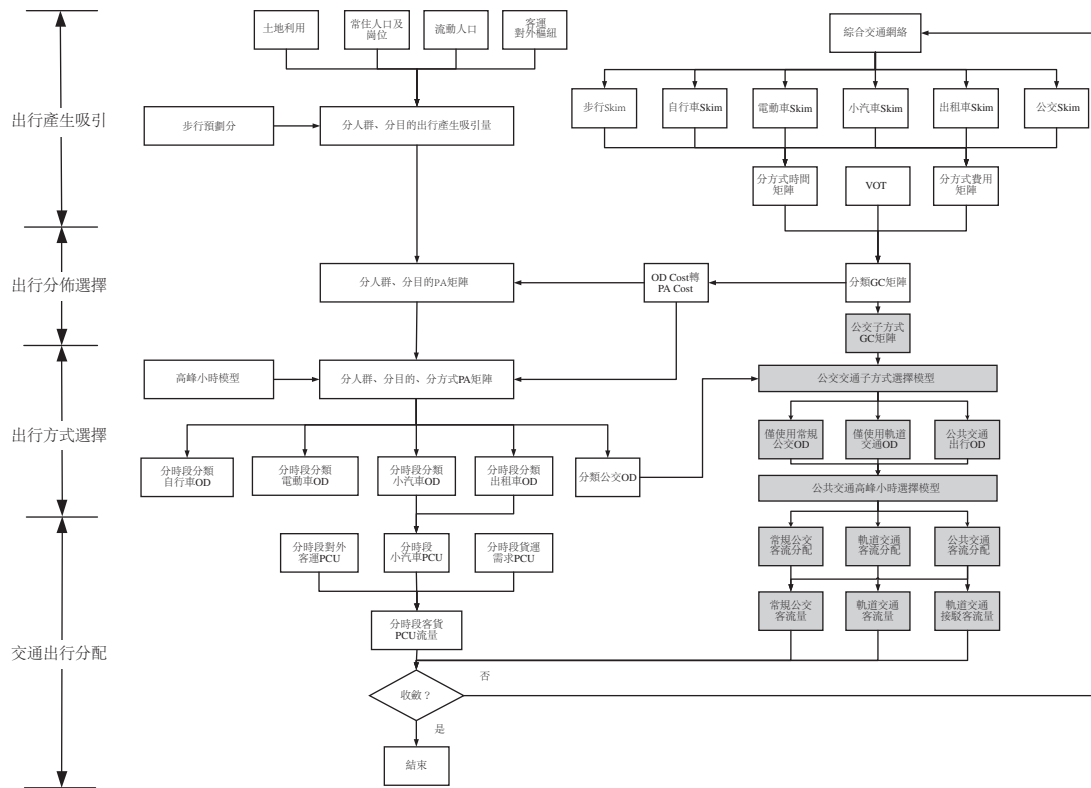 土地利用
常住人口及
崗位
流動人口
客運
對外樞紐
綜合交通網絡
出行產生吸引
步行Skim
自行車Skim
電動車Skim
小汽車Skim
出租車Skim
公交Skim
步行預劃分
分人群、分目的出行產生吸引量
分方式時間
矩陣
VOT
分方式費用
矩陣
出行分佈選擇
分人群、分目的PA矩陣
OD Cost轉
PA Cost
分類GC矩陣
公交子方式
GC矩陣
高峰小時模型
分人群、分目的、分方式PA矩陣
公交交通子方式選擇模型
出行方式選擇
僅使用常規
公交OD
僅使用軌道
交通OD
公共交通
出行OD
分時段分類
自行車OD
分時段分類
電動車OD
分時段分類
小汽車OD
分時段分類
出租車OD
分類公交OD
公共交通高峰小時選擇模型
分時段對外
客運PCU
分時段
小汽車PCU
分時段貨運
需求PCU
常規公交
客流分配
軌道交通
客流分配
公共交通
客流分配
交通出行分配
分時段客貨
PCU流量
常規公交
客流量
軌道交通
客流量
軌道交通
接駁客流量
收斂？
否
是
結束